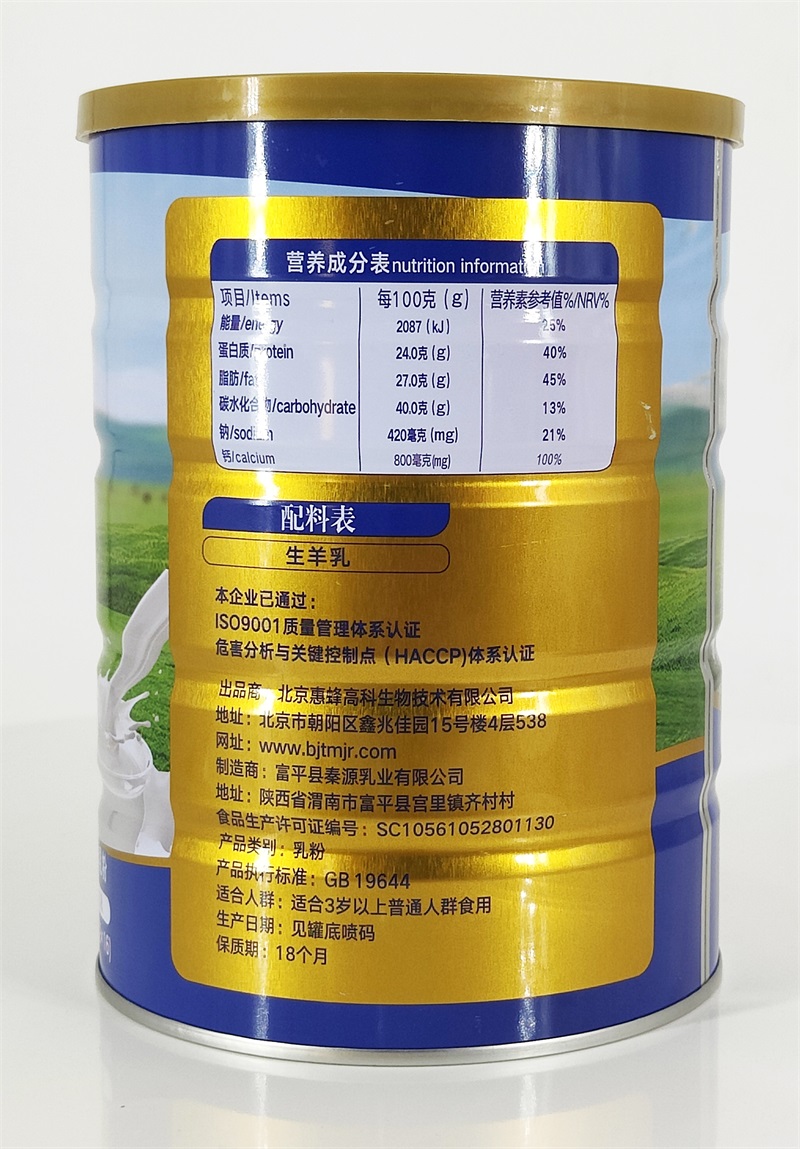 营养成分表nutrition informat
项目/Items 每100克（g） 营养素参考值%/NRV%
能量/energy 2087 (kJ) 25%
蛋白质/protein 24.0克 (g) 40%
脂肪/fat 27.0克 (g) 45%
碳水化合物/carbohydrate 40.0克 (g) 13%
钠/sodium 420毫克 (mg) 21%
钙/calcium 800毫克(mg) 100%
配料表
生羊乳
本企业已通过：
ISO9001质量管理体系认证
危害分析与关键控制点（HACCP)体系认证
出品商：北京惠蜂高科生物技术有限公司
地址：北京市朝阳区鑫兆佳园15号楼4层538
网址：www.bjtmjr.com
制造商：富平县秦源乳业有限公司
地址：陕西省渭南市富平县宫里镇齐村村
食品生产许可证编号：SC10561052801130
产品类别：乳粉
产品执行标准：GB 19644
适合人群：适合3岁以上普通人群食用
生产日期：见罐底喷码
保质期：18个月